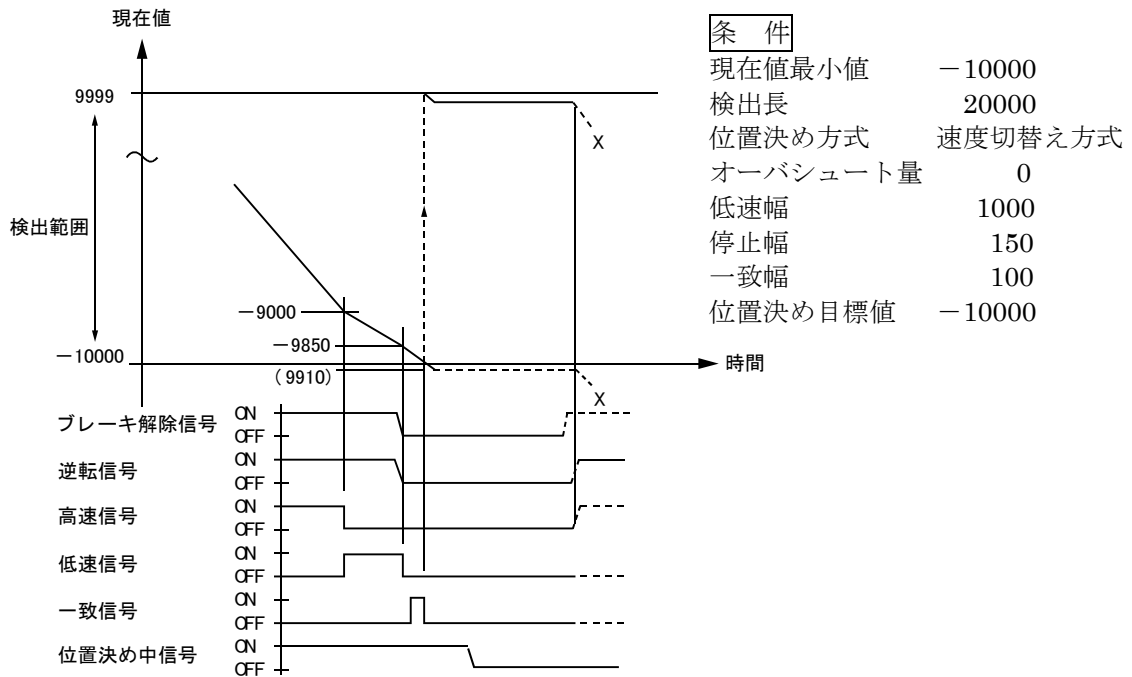 現在値
9999
検出範囲
－10000
－9000
－9850
（9910）
X
X
時間
条　件
現在値最小値　－10000
検出長　20000
位置決め方式　速度切替え方式
オーバシュート量　0
低速幅　1000
停止幅　150
一致幅　100
位置決め目標値　－10000
ブレーキ解除信号
ON
OFF
逆転信号
ON
OFF
高速信号
ON
OFF
低速信号
ON
OFF
一致信号
ON
OFF
位置決め中信号
ON
OFF